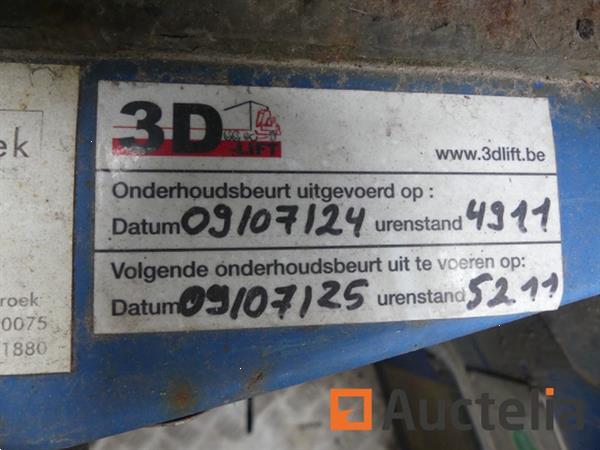 ek
3D
-LIFT
www.3dlift.be
Onderhoudsbeurt uitgevoerd op :
Datum 09/07/24 urenstand 4911
Volgende onderhoudsbeurt uit te voeren op:
Datum 09/07/25 urenstand 5211
roek
0075
1880
Auctelia